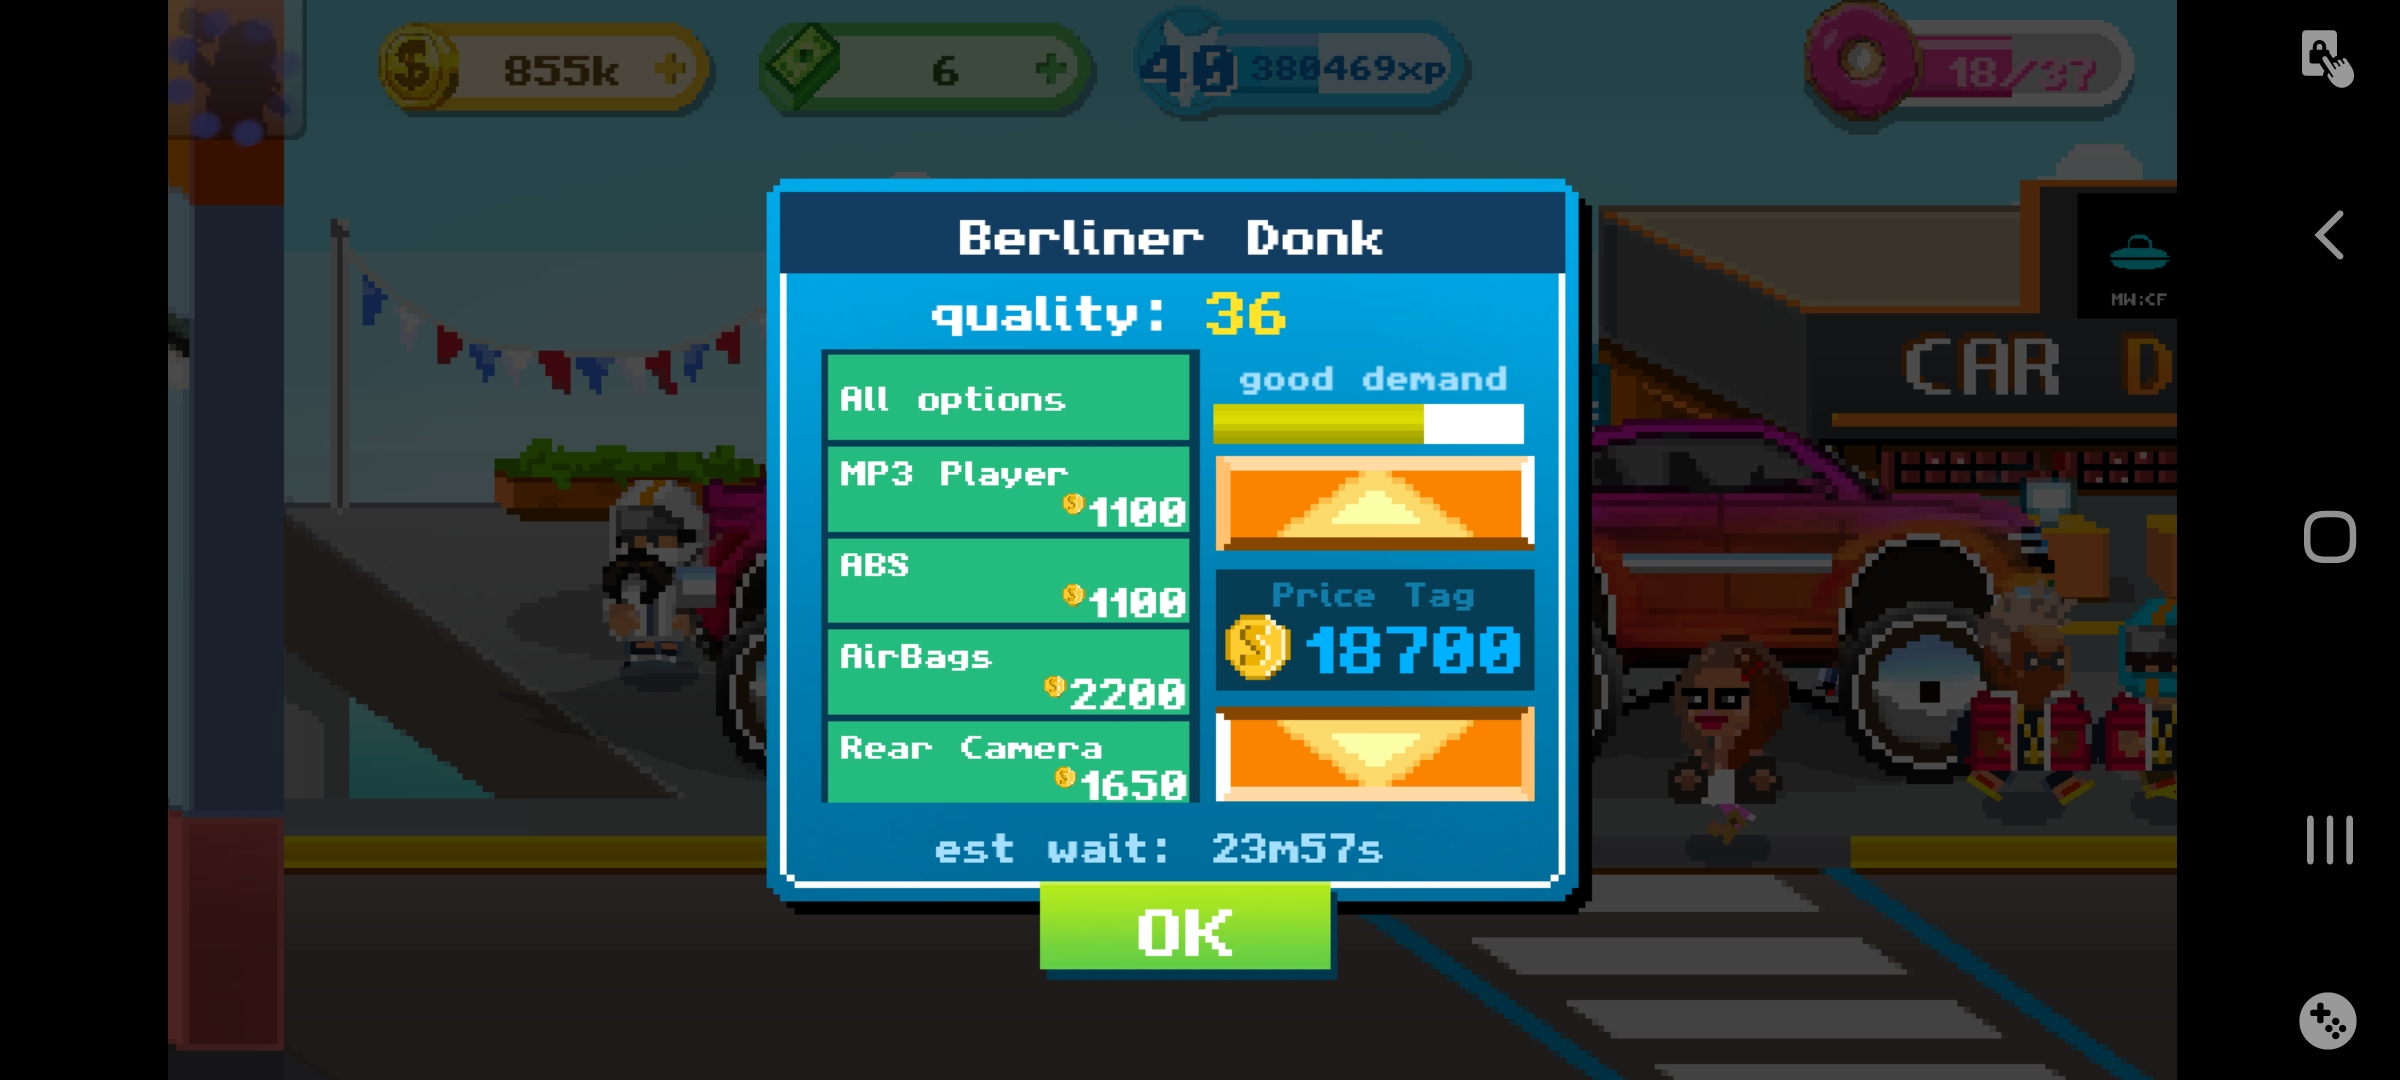 855k
6
40 380469xp
18/37
MW:CF
CAR D
Berliner Donk
quality: 36
All options
MP3 Player
1100
ABS
1100
AirBags
2200
Rear Camera
1650
good demand
Price Tag
18700
est wait: 23m57s
OK